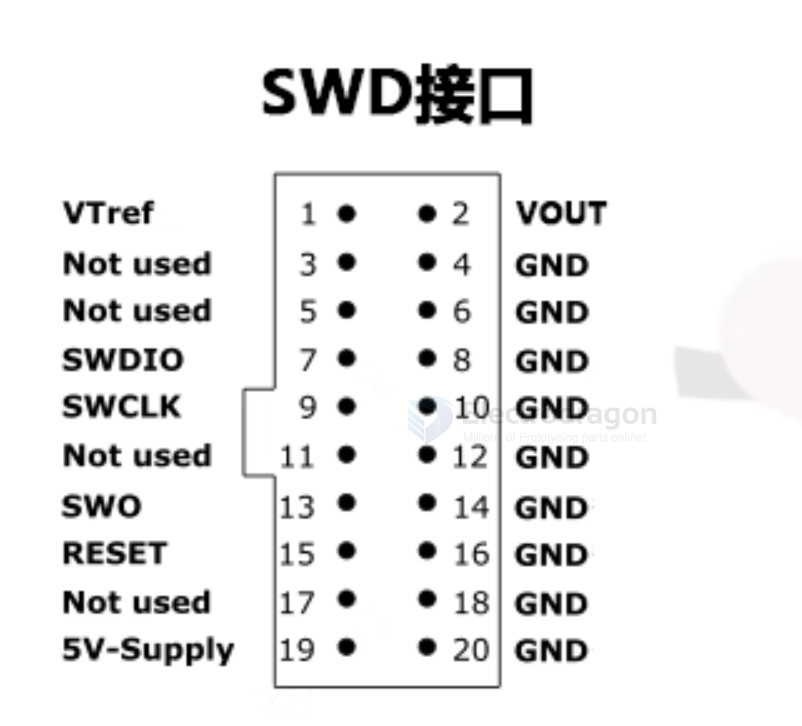 SWD接口
VTref 1 2 VOUT
Not used 3 4 GND
Not used 5 6 GND
SWDIO 7 8 GND
SWCLK 9 10 GND
ElectroDragon
Millions of Prototyping parts online!
Not used 11 12 GND
SWO 13 14 GND
RESET 15 16 GND
Not used 17 18 GND
5V-Supply 19 20 GND